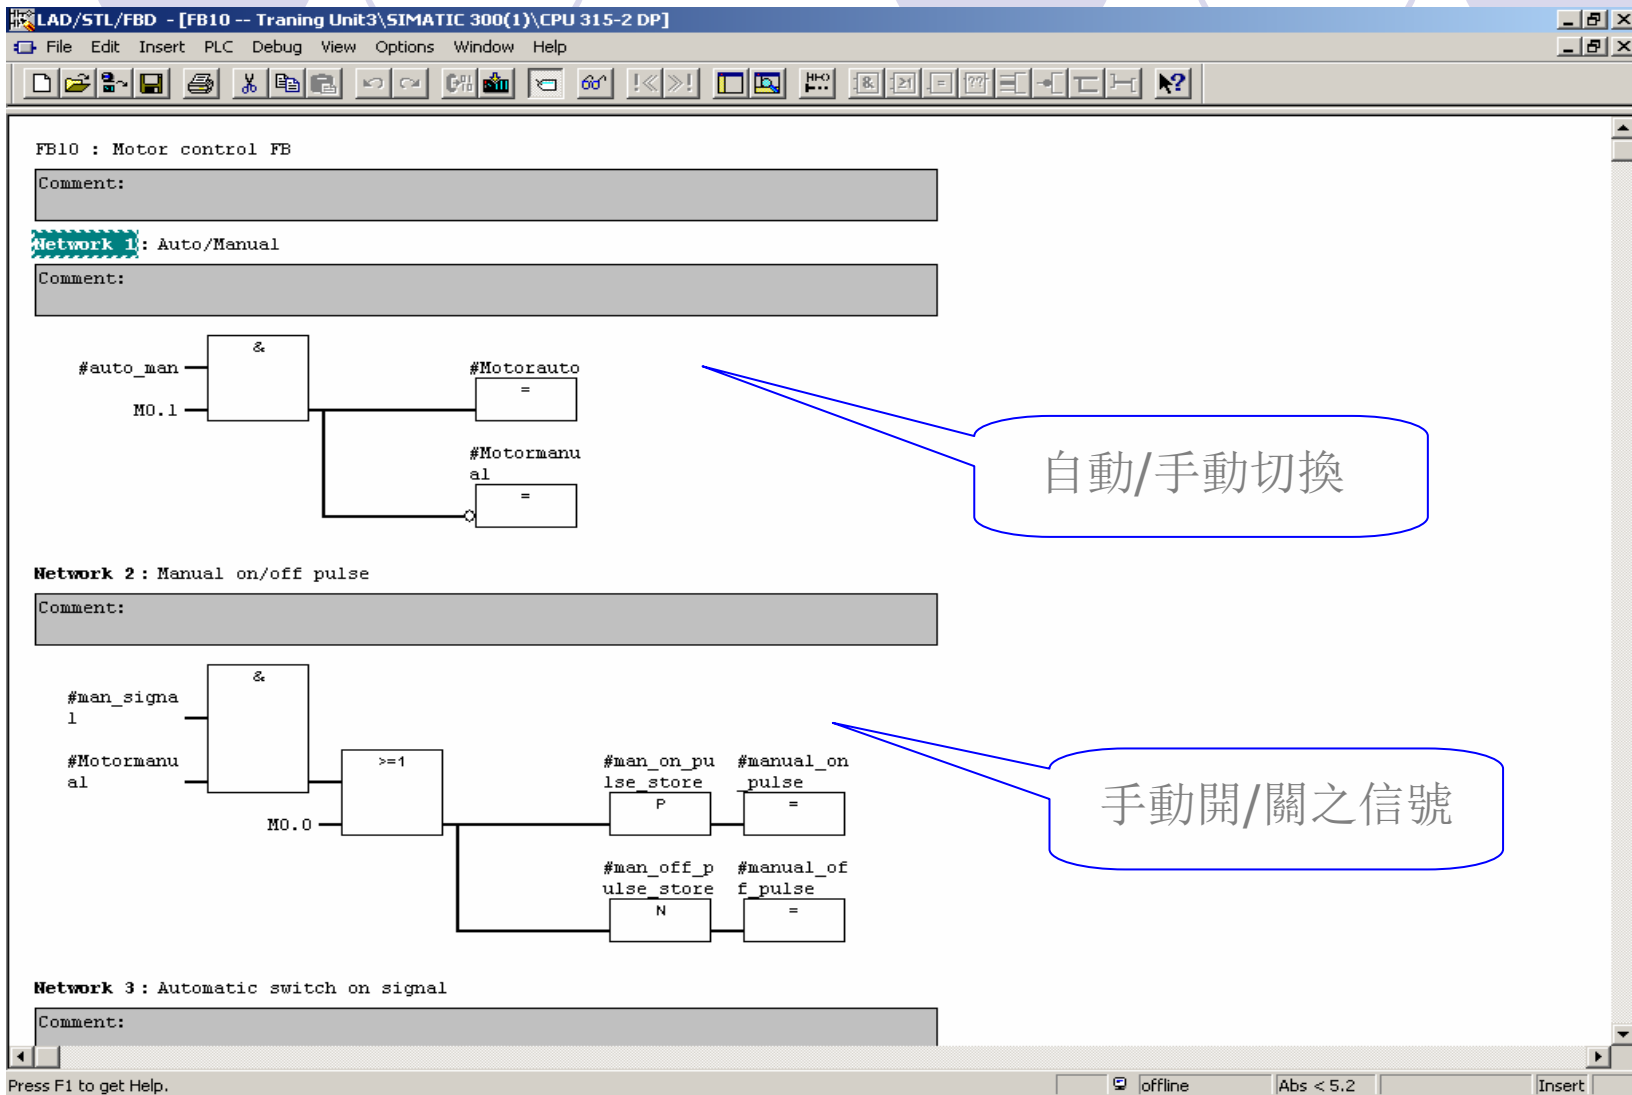 LAD/STL/FBD - [FB10 -- Traning Unit3\SIMATIC 300(1)\CPU 315-2 DP]
File Edit Insert PLC Debug View Options Window Help
FB10 : Motor control FB
Comment:
Network 1: Auto/Manual
Comment:
&
#auto_man
M0.1
#Motorauto
=
#Motormanu
al
=
自動/手動切換
Network 2: Manual on/off pulse
Comment:
&
#man_signa
l
#Motormanu
al
>=1
M0.0
#man_on_pu
lse_store
P
#manual_on
_pulse
=
#man_off_p
ulse_store
N
#manual_of
f_pulse
=
手動開/關之信號
Network 3: Automatic switch on signal
Comment:
Press F1 to get Help.
offline
Abs < 5.2
Insert